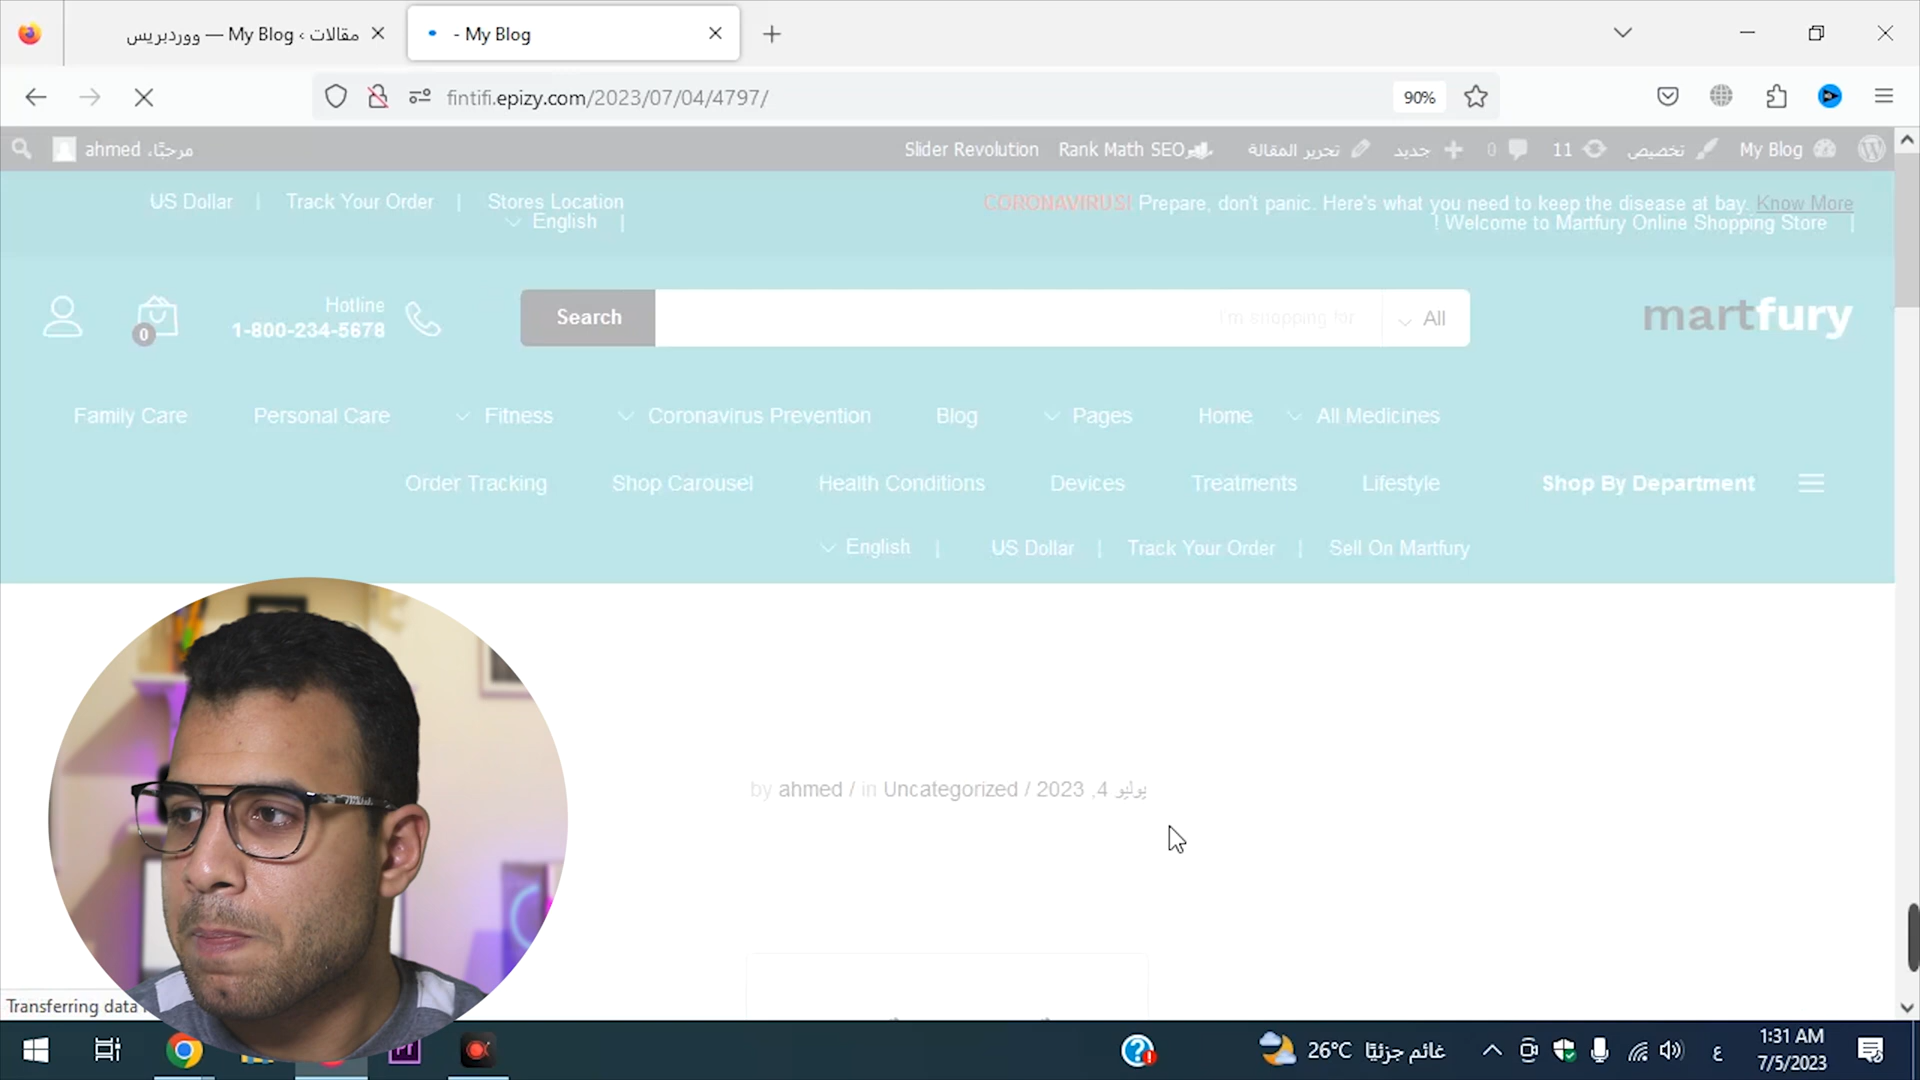 مقالات ‹ My Blog — ووردبريس
- My Blog
fintifi.epizy.com/2023/07/04/4797/
90%
مرحبًا، ahmed
Slider Revolution
Rank Math SEO
تحرير المقالة
جديد
0
11
تخصيص
My Blog
US Dollar | Track Your Order | Stores Location
English |
CORONAVIRUS! Prepare, don't panic. Here's what you need to keep the disease at bay. Know More
! Welcome to Martfury Online Shopping Store |
0
Hotline
1-800-234-5678
Search
I'm shopping for
All
martfury
Family Care
Personal Care
Fitness
Coronavirus Prevention
Blog
Pages
Home
All Medicines
Order Tracking
Shop Carousel
Health Conditions
Devices
Treatments
Lifestyle
Shop By Department
English | US Dollar | Track Your Order | Sell On Martfury
by ahmed / in Uncategorized / يوليو 4, 2023
Transferring data
Pr
26°C غائم جزئيًا
ع
1:31 AM
7/5/2023